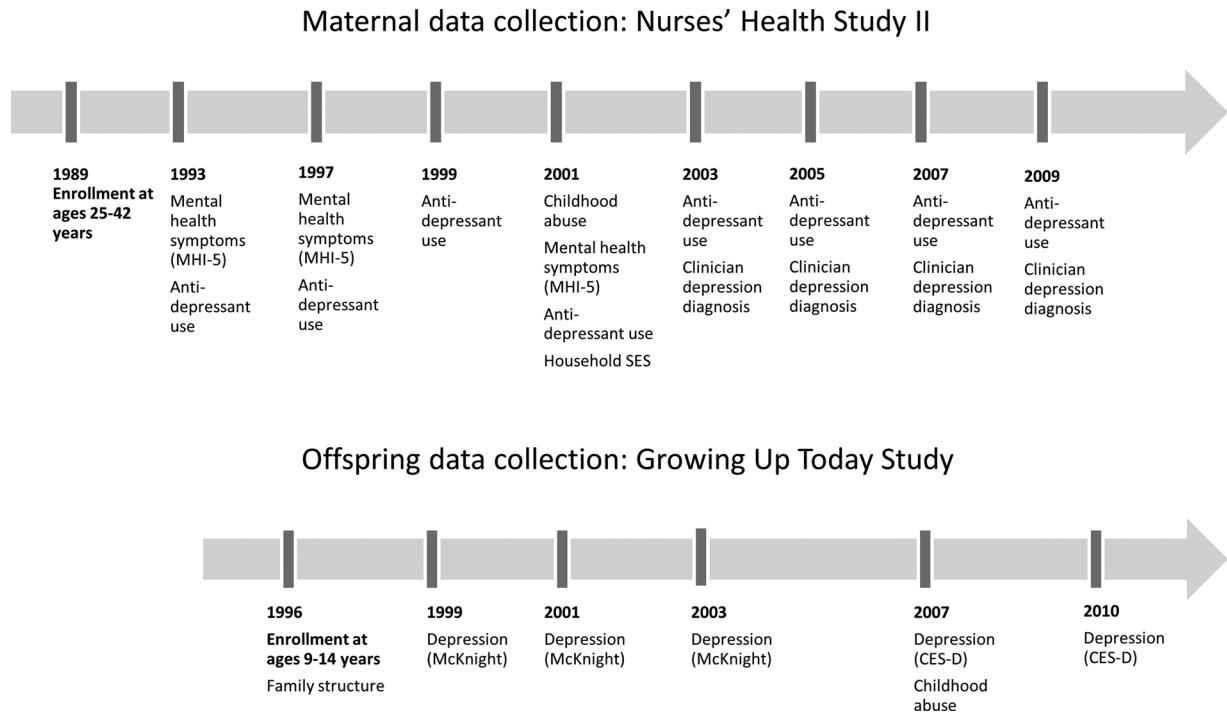 Maternal data collection: Nurses’ Health Study II
1989
Enrollment at
ages 25-42
years
1993
Mental
health
symptoms
(MHI-5)
Anti-
depressant
use
1997
Mental
health
symptoms
(MHI-5)
Anti-
depressant
use
1999
Anti-
depressant
use
2001
Childhood
abuse
Mental health
symptoms
(MHI-5)
Anti-
depressant use
Household SES
2003
Anti-
depressant
use
Clinician
depression
diagnosis
2005
Anti-
depressant
use
Clinician
depression
diagnosis
2007
Anti-
depressant
use
Clinician
depression
diagnosis
2009
Anti-
depressant
use
Clinician
depression
diagnosis
Offspring data collection: Growing Up Today Study
1996
Enrollment at
ages 9-14 years
Family structure
1999
Depression
(McKnight)
2001
Depression
(McKnight)
2003
Depression
(McKnight)
2007
Depression
(CES-D)
Childhood
abuse
2010
Depression
(CES-D)